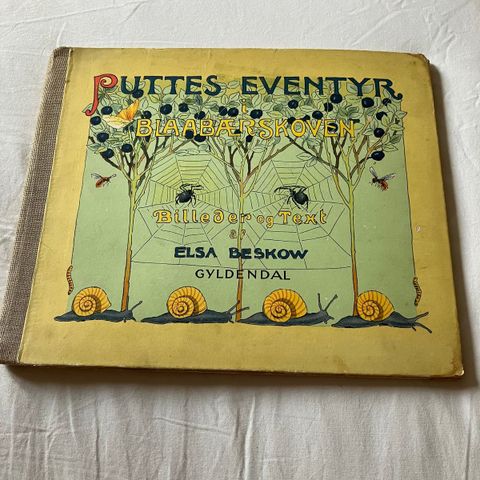 PUTTES EVENTYR
i
BLAABÆRSKOVEN
Billeder og Text
af
ELSA BESKOW
GYLDENDAL